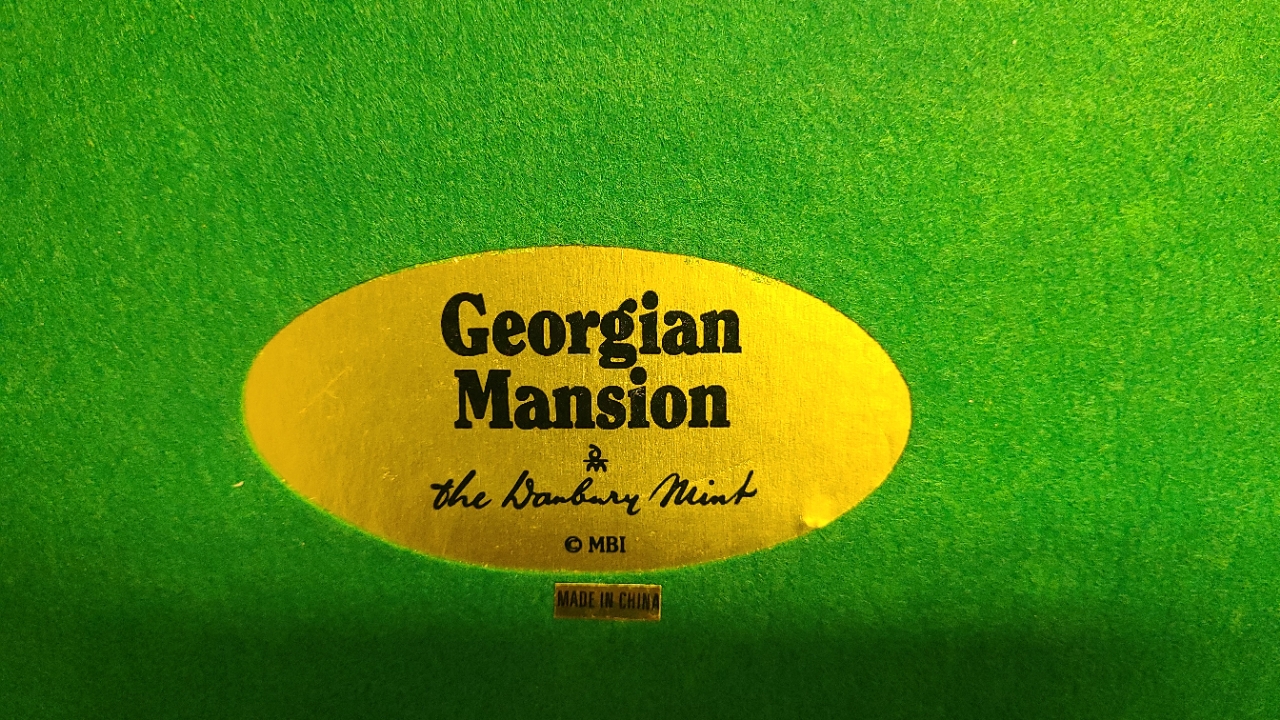 Georgian
Mansion
the Danbury Mint
© MBI
MADE IN CHINA